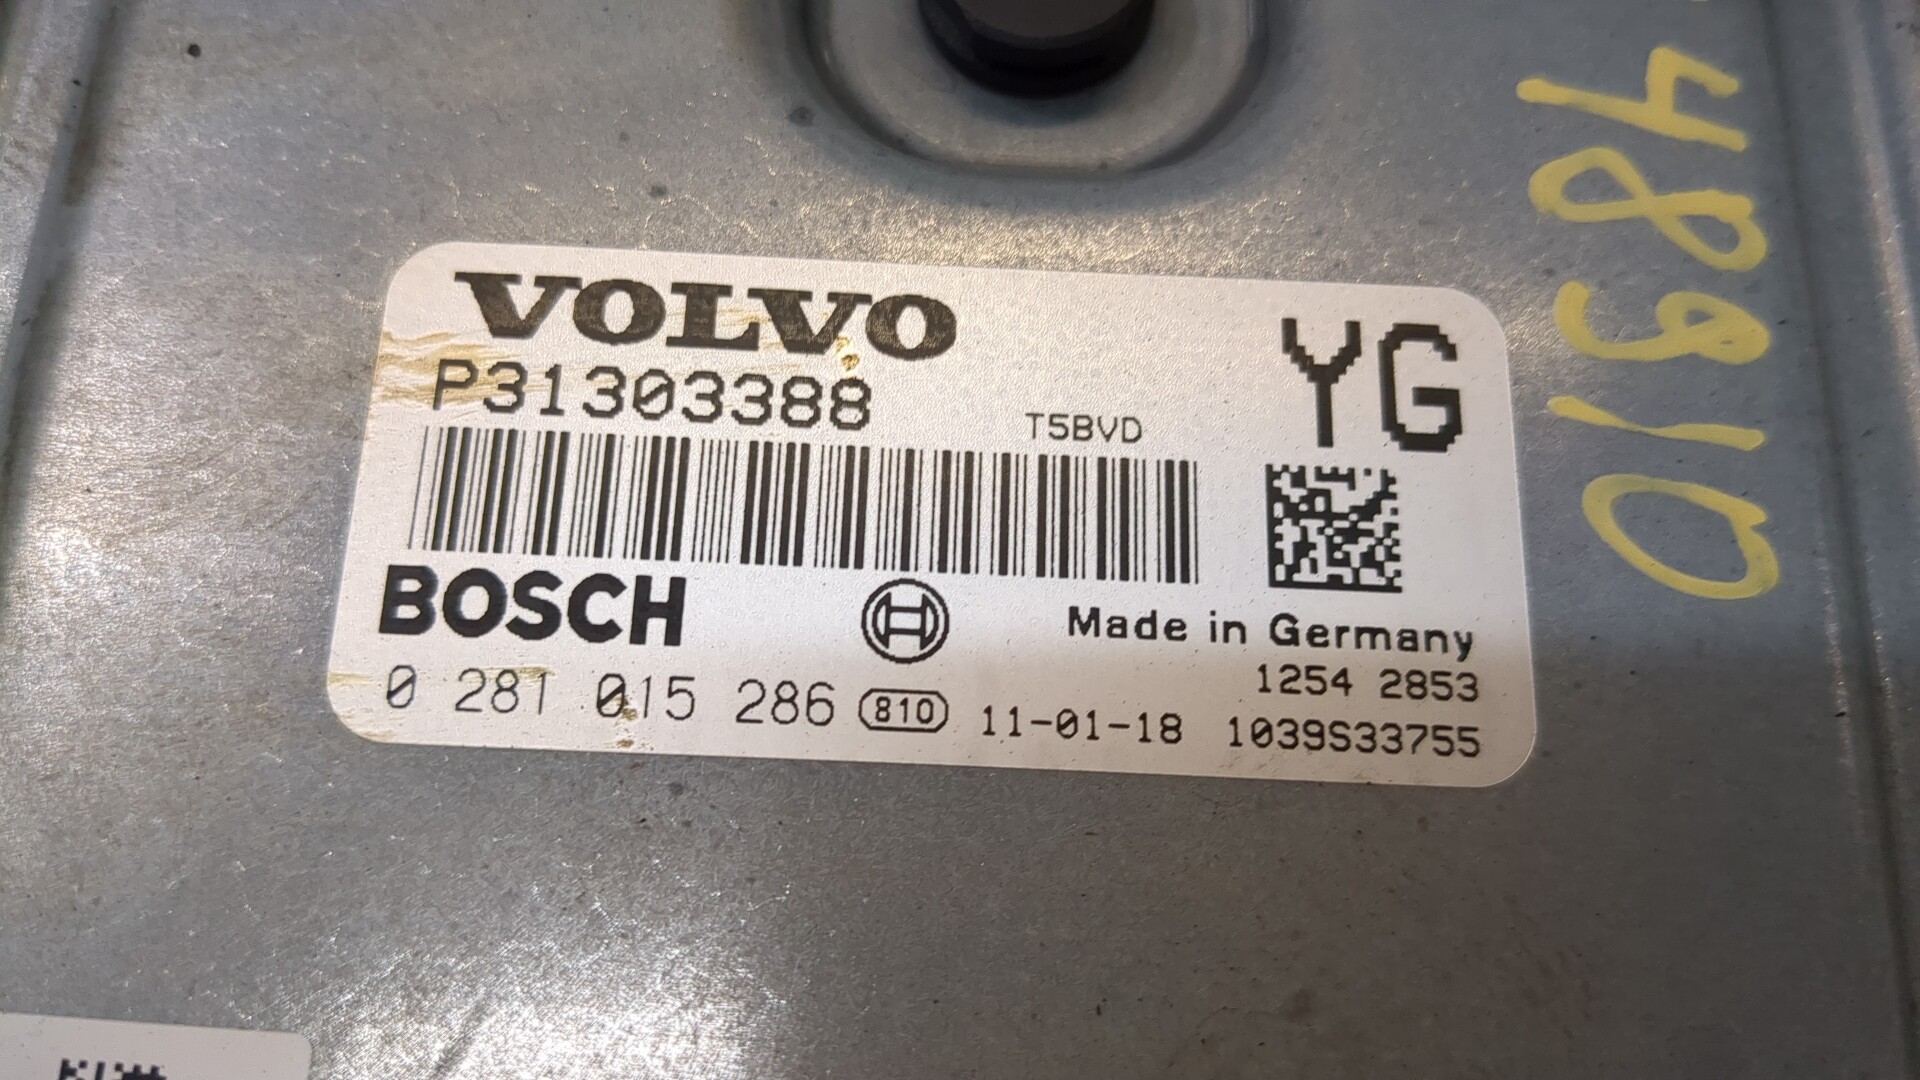 VOLVO
YG
P31303388
T5BVD
BOSCH
Made in Germany
1254 2853
0 281 015 286 810 11-01-18 1039S33755
48910